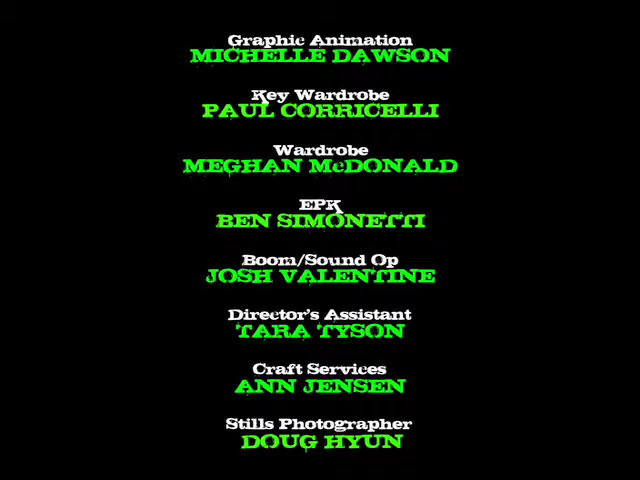 Graphic Animation
MICHELLE DAWSON
Key Wardrobe
PAUL CORRICELLI
Wardrobe
MEGHAN McDONALD
EPK
BEN SIMONETTI
Boom/Sound Op
JOSH VALENTINE
Director's Assistant
TARA TYSON
Craft Services
ANN JENSEN
Stills Photographer
DOUG HYUN